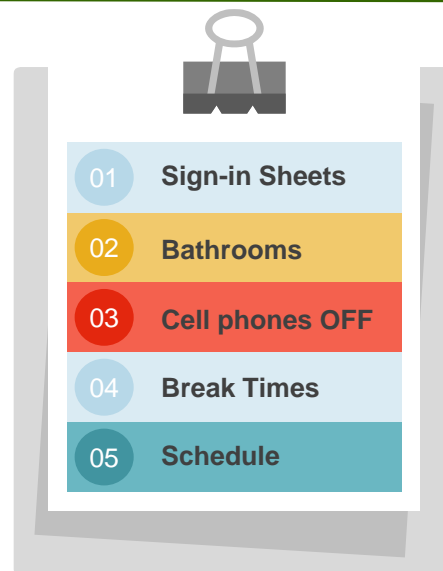 01 Sign-in Sheets
02 Bathrooms
03 Cell phones OFF
04 Break Times
05 Schedule